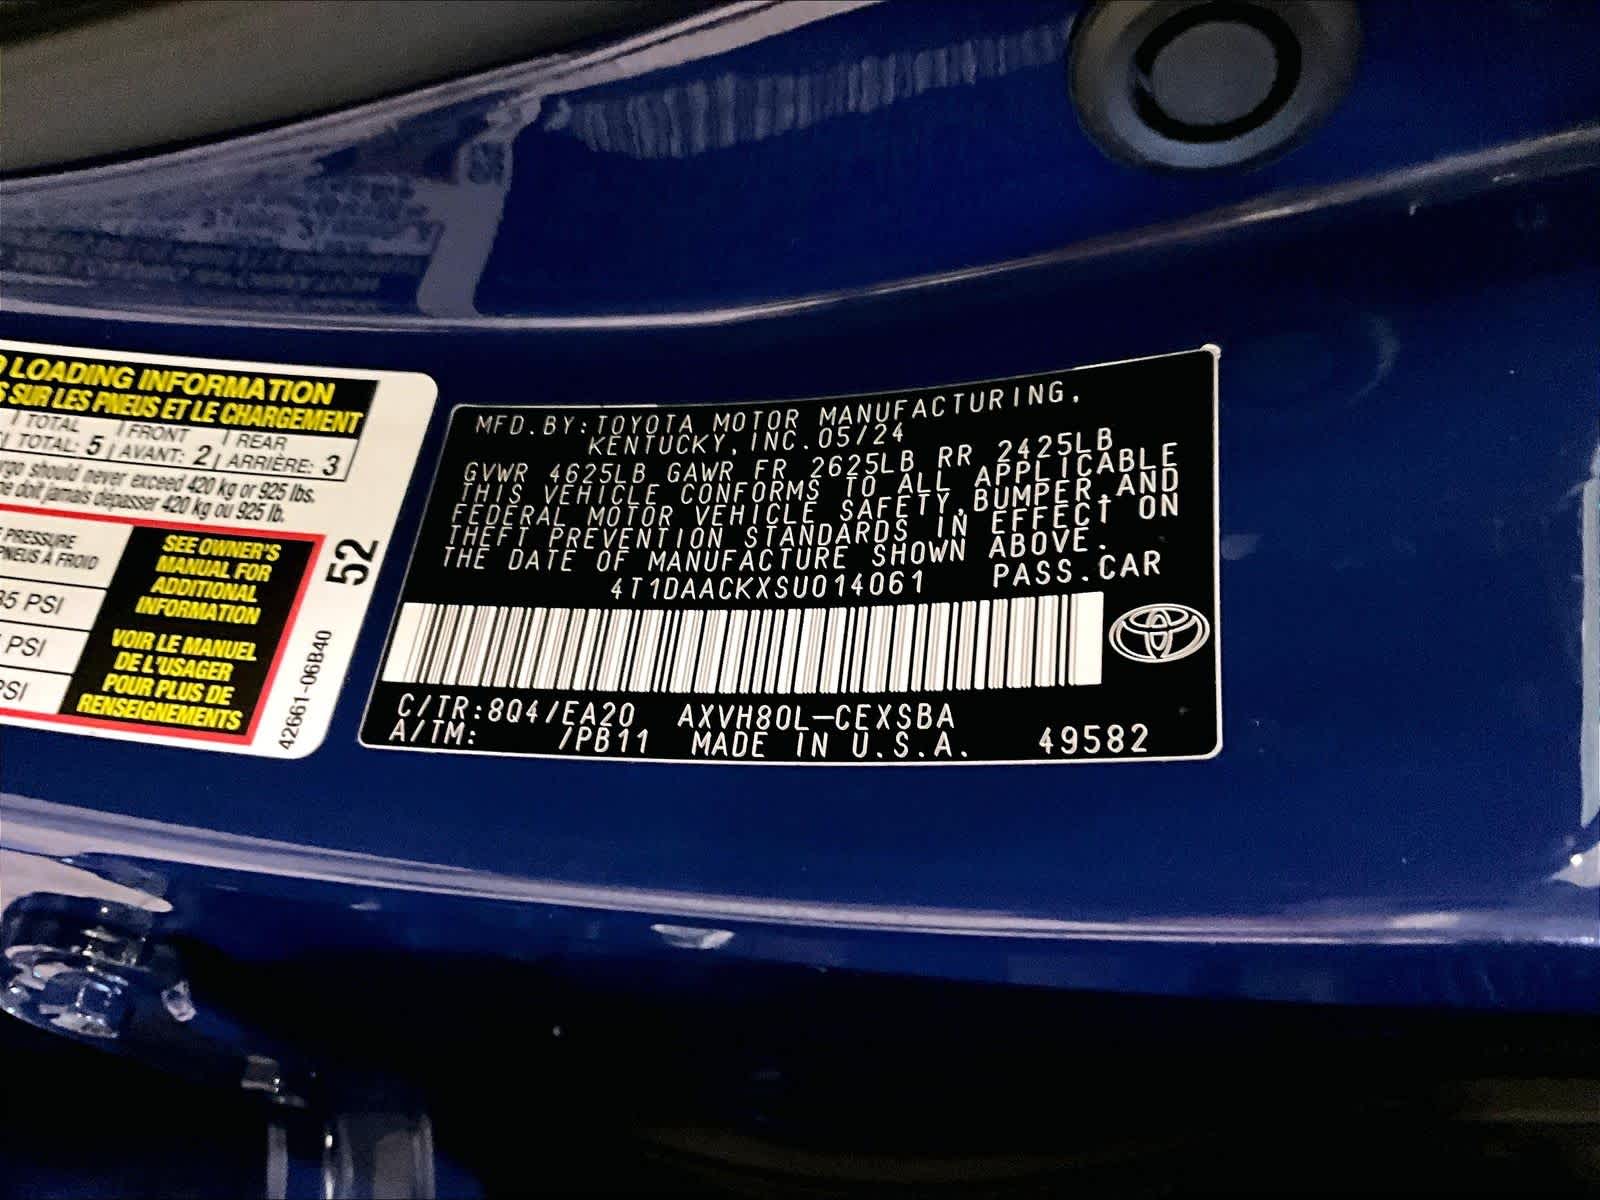 LOADING INFORMATION
SUR LES PNEUS ET LE CHARGEMENT
TOTAL | FRONT | REAR
TOTAL: 5 | AVANT: 2 | ARRIÈRE: 3
should never exceed 420 kg or 925 lbs.
doit jamais dépasser 420 kg ou 925 lb.
PRESSURE
PNEUS À FROID
PSI
PSI
PSI
SEE OWNER'S
MANUAL FOR
ADDITIONAL
INFORMATION
VOIR LE MANUEL
DE L'USAGER
POUR PLUS DE
RENSEIGNEMENTS
52
42661-06B40
MFD.BY:TOYOTA MOTOR MANUFACTURING,
KENTUCKY,INC.05/24
GVWR 4625LB GAWR FR 2625LB RR 2425LB
THIS VEHICLE CONFORMS TO ALL APPLICABLE
FEDERAL MOTOR VEHICLE SAFETY,BUMPER,AND
THEFT PREVENTION STANDARDS IN EFFECT ON
THE DATE OF MANUFACTURE SHOWN ABOVE.
4T1DAACKXSU014061 PASS.CAR
C/TR:8Q4/EA20 AXVH80L-CEXSBA
A/TM: /PB11 MADE IN U.S.A. 49582